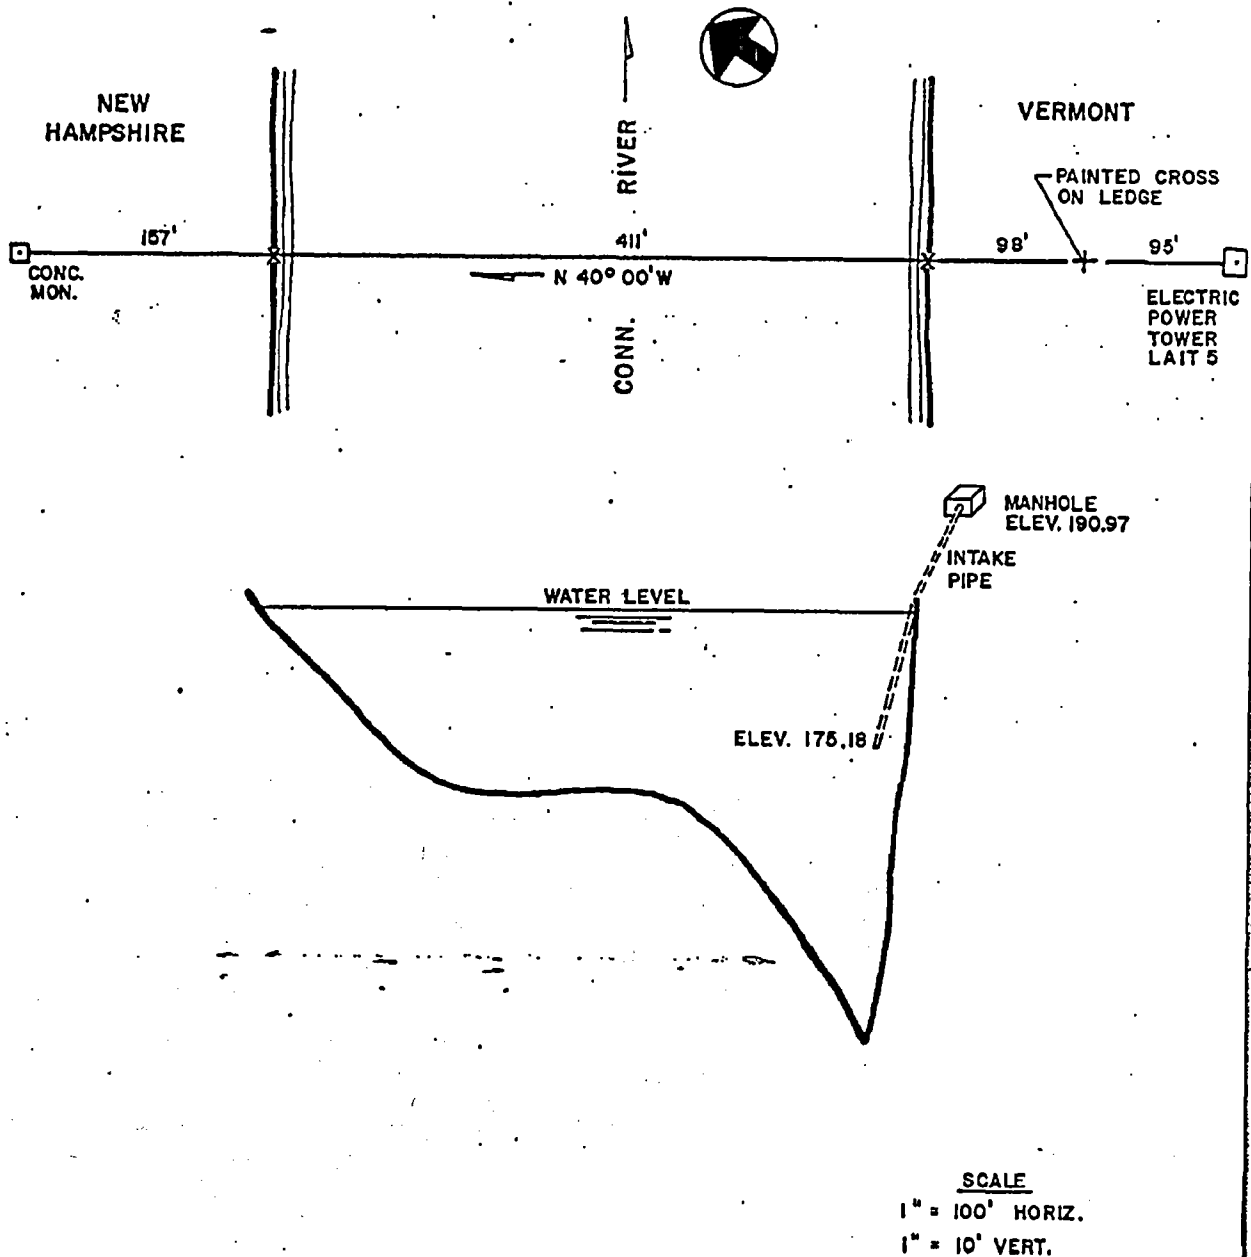 NEW
HAMPSHIRE
VERMONT
CONN. RIVER
PAINTED CROSS
ON LEDGE
157'
411'
98'
95'
N 40° 00' W
CONC.
MON.
ELECTRIC
POWER
TOWER
LAIT 5
MANHOLE
ELEV. 190.97
INTAKE
PIPE
WATER LEVEL
ELEV. 175.18
SCALE
1" = 100' HORIZ.
1" = 10' VERT.